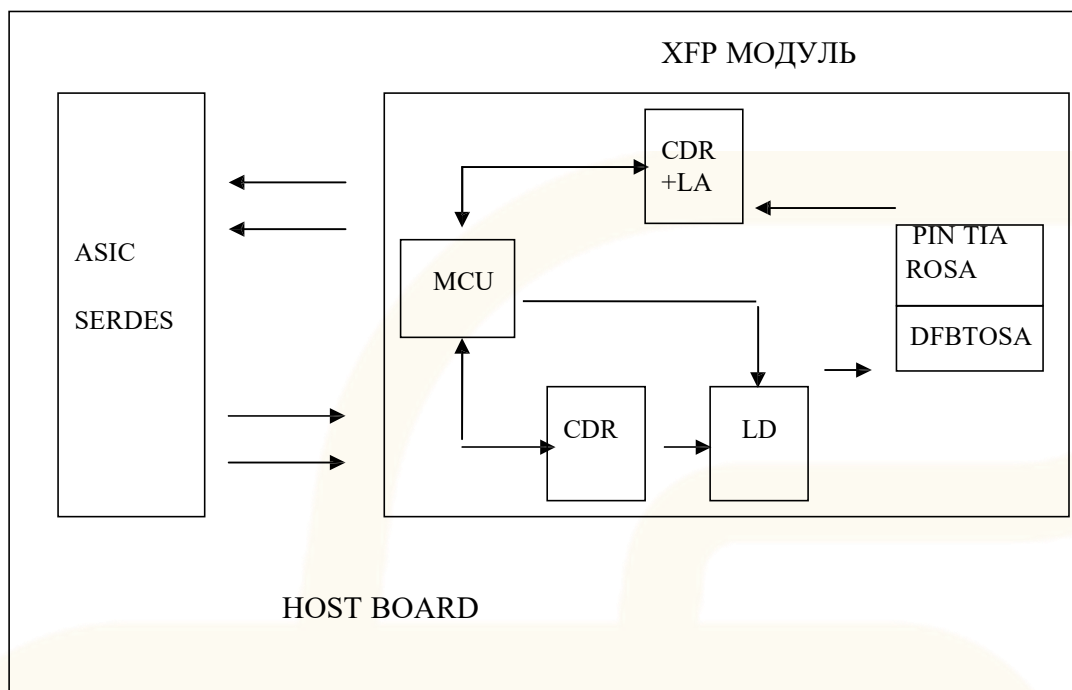 XFP МОДУЛЬ
CDR
+LA
ASIC
SERDES
MCU
PIN TIA
ROSA
DFBTOSA
CDR
LD
HOST BOARD